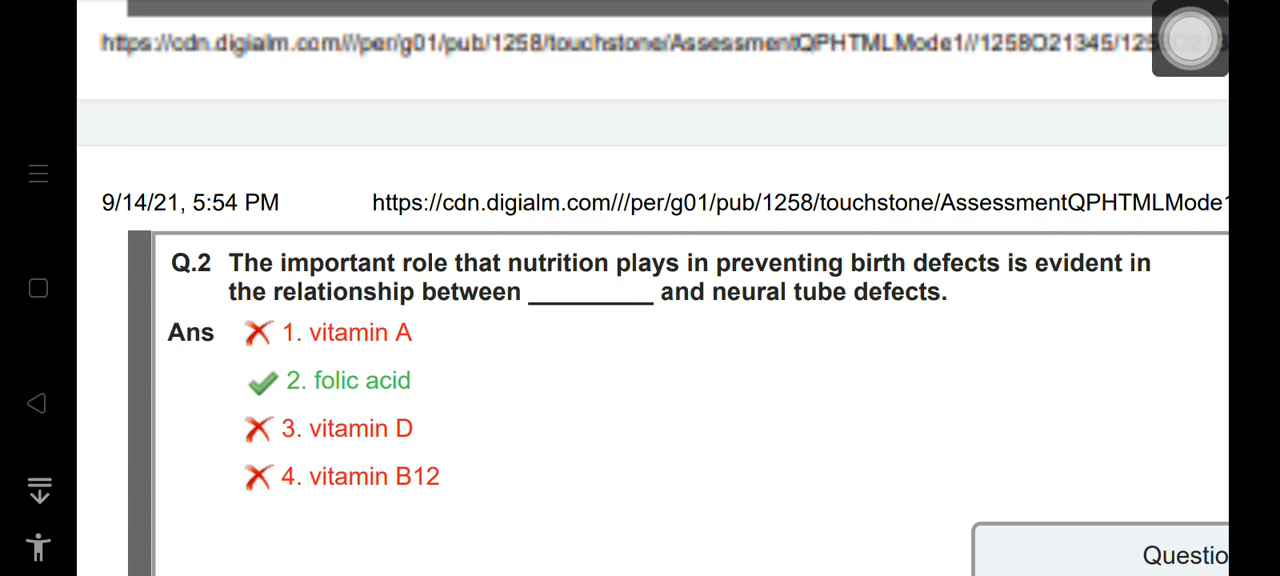 https://cdn.digialm.com///per/g01/pub/1258/touchstone/AssessmentQPHTMLMode1//1258O21345/125
9/14/21, 5:54 PM https://cdn.digialm.com///per/g01/pub/1258/touchstone/AssessmentQPHTMLMode1
Q.2 The important role that nutrition plays in preventing birth defects is evident in
the relationship between _________ and neural tube defects.
Ans 1. vitamin A
2. folic acid
3. vitamin D
4. vitamin B12
Questio